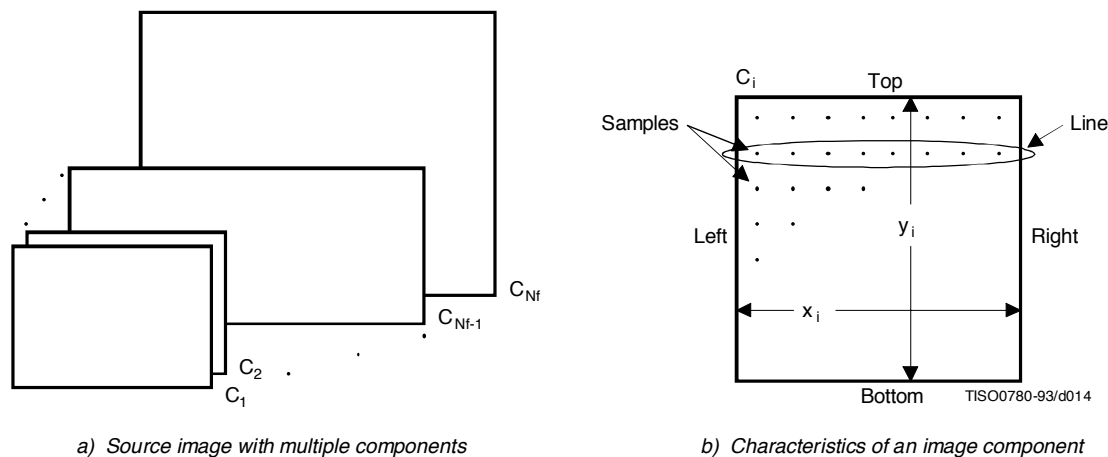 C_Nf
C_Nf-1
C_2
C_1
a) Source image with multiple components
C_i
Top
Samples
Line
Left
y_i
Right
x_i
Bottom
TISO0780-93/d014
b) Characteristics of an image component